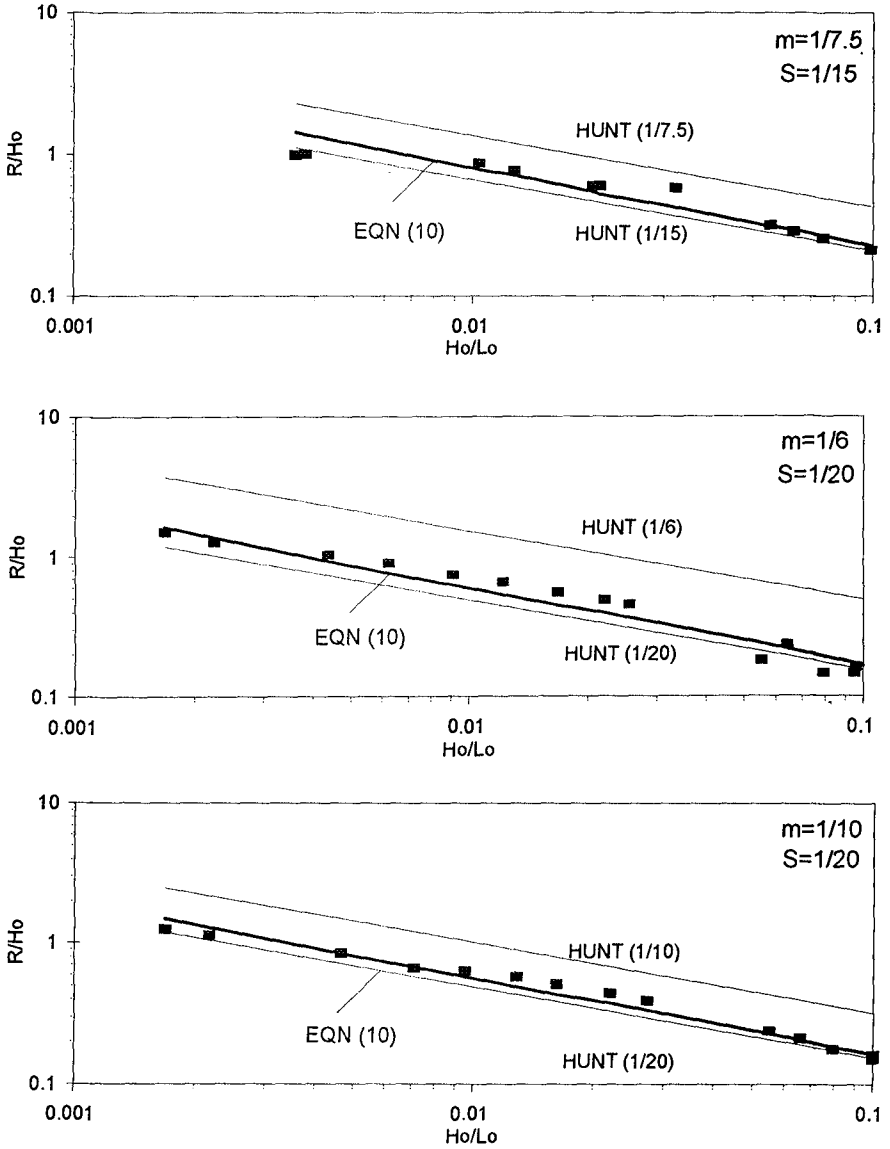 10
m=1/7.5
S=1/15
HUNT (1/7.5)
R/Ho
1
EQN (10)
HUNT (1/15)
0.1
0.001
0.01
0.1
Ho/Lo
10
m=1/6
S=1/20
HUNT (1/6)
R/Ho
1
EQN (10)
HUNT (1/20)
0.1
0.001
0.01
0.1
Ho/Lo
10
m=1/10
S=1/20
HUNT (1/10)
R/Ho
1
EQN (10)
HUNT (1/20)
0.1
0.001
0.01
0.1
Ho/Lo